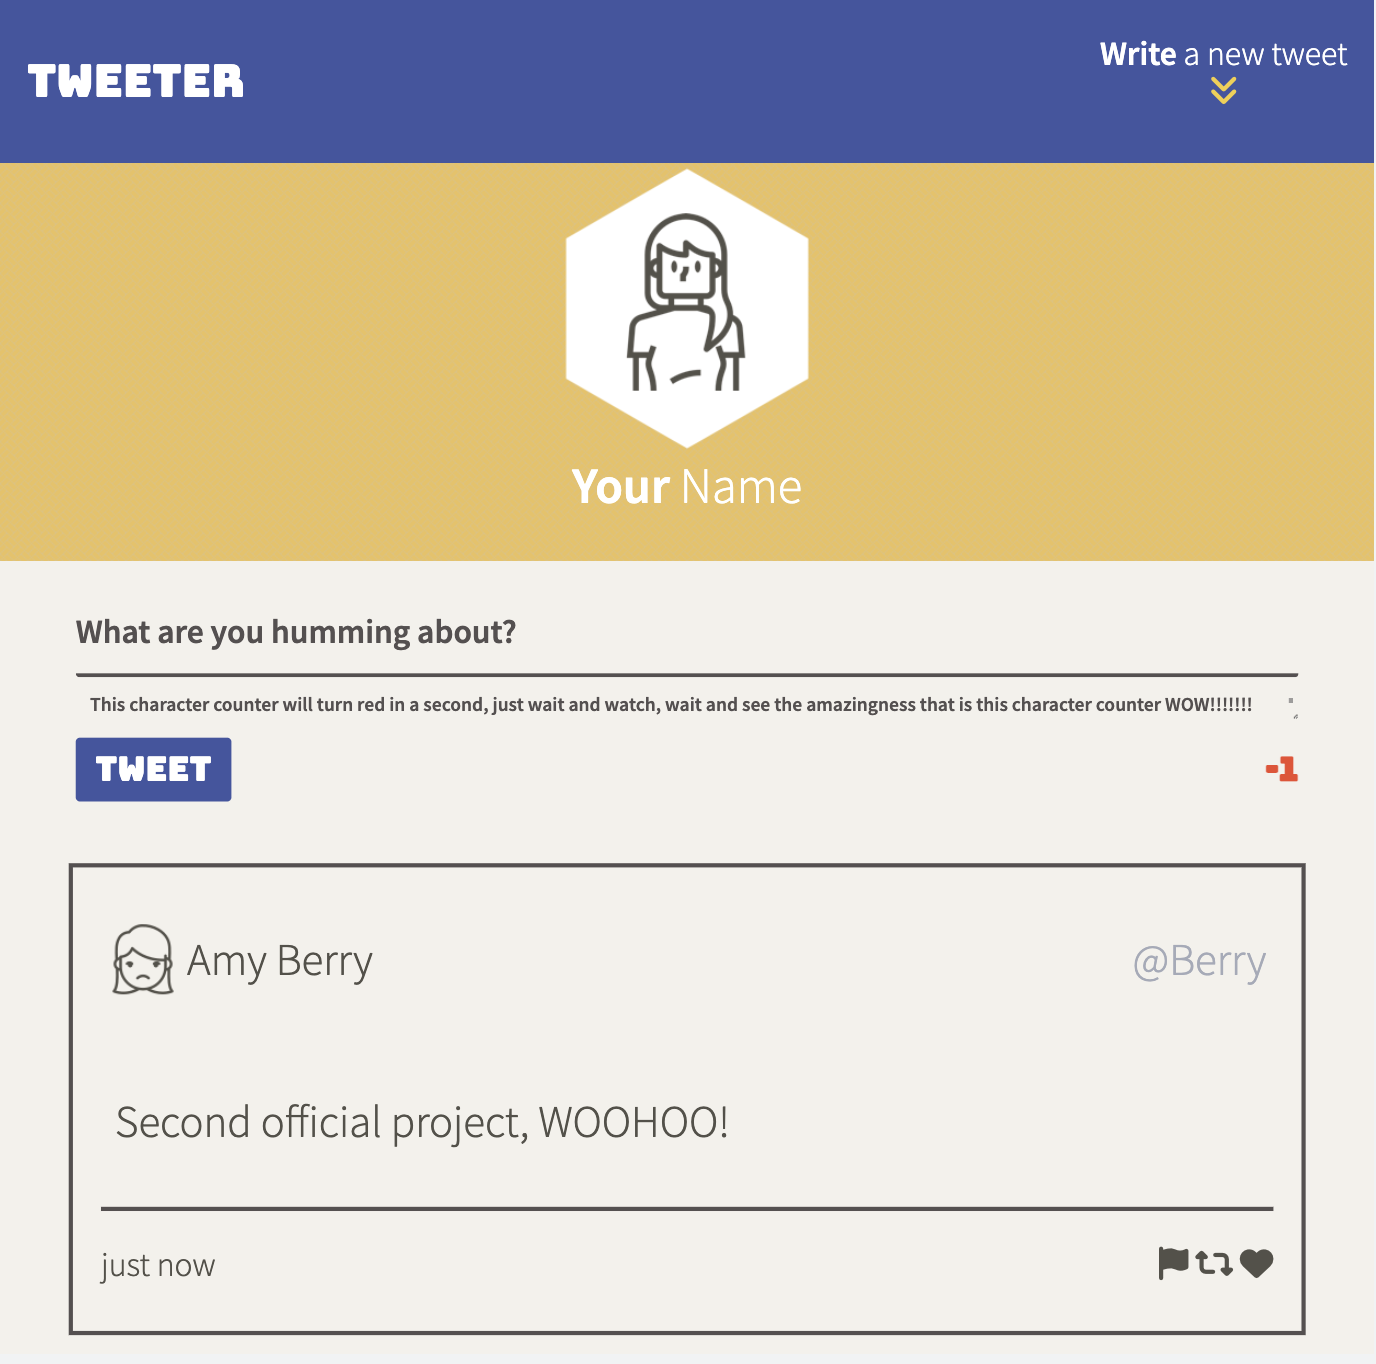 TWEETER
Write a new tweet
Your Name
What are you humming about?
This character counter will turn red in a second, just wait and watch, wait and see the amazingness that is this character counter WOW!!!!!!!
TWEET
-1
Amy Berry
@Berry
Second official project, WOOHOO!
just now